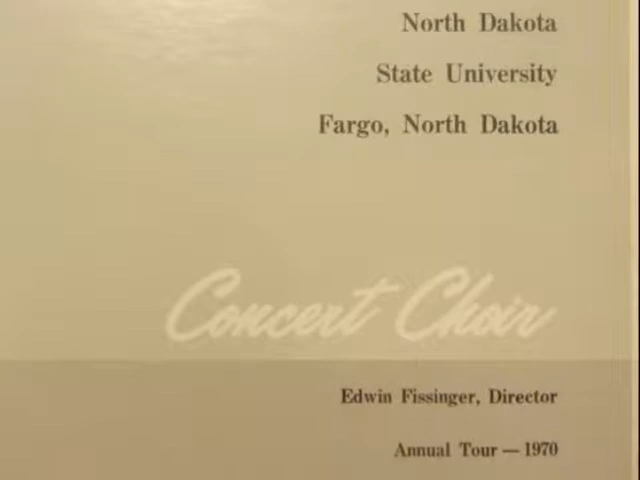 North Dakota
State University
Fargo, North Dakota
Concert Choir
Edwin Fissinger, Director
Annual Tour — 1970